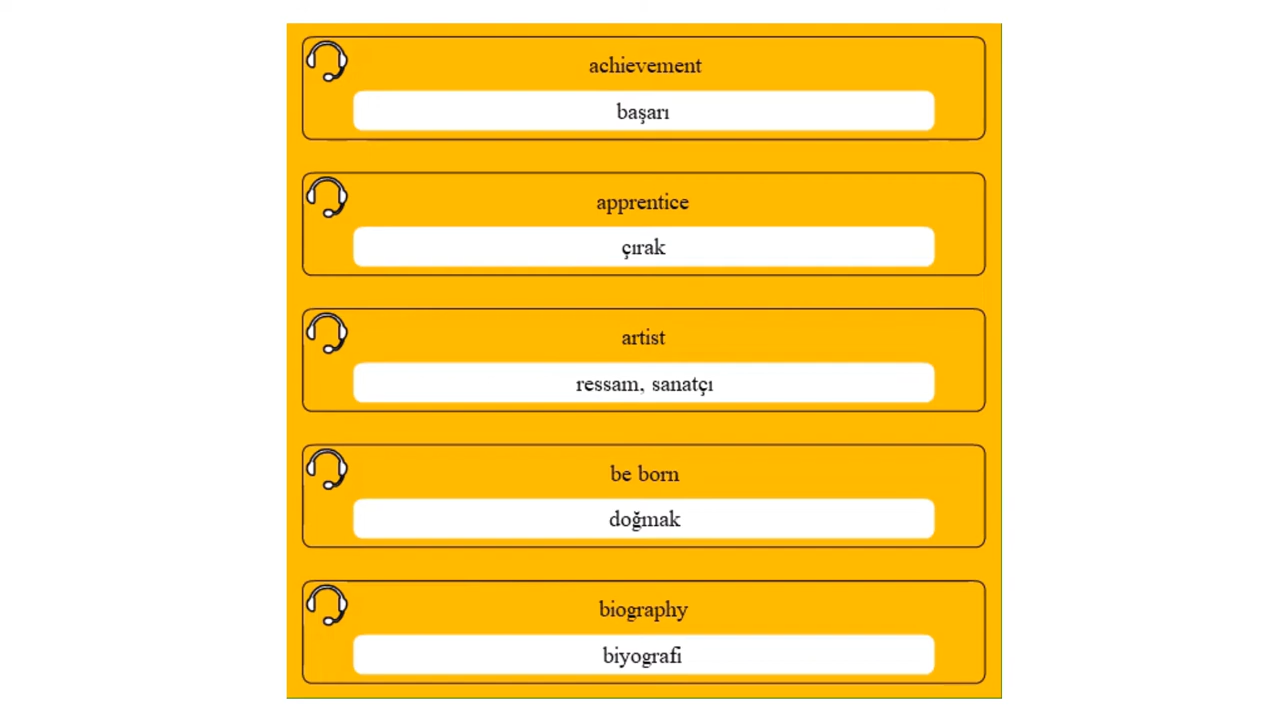 achievement
başarı
apprentice
çırak
artist
ressam, sanatçı
be born
doğmak
biography
biyografi